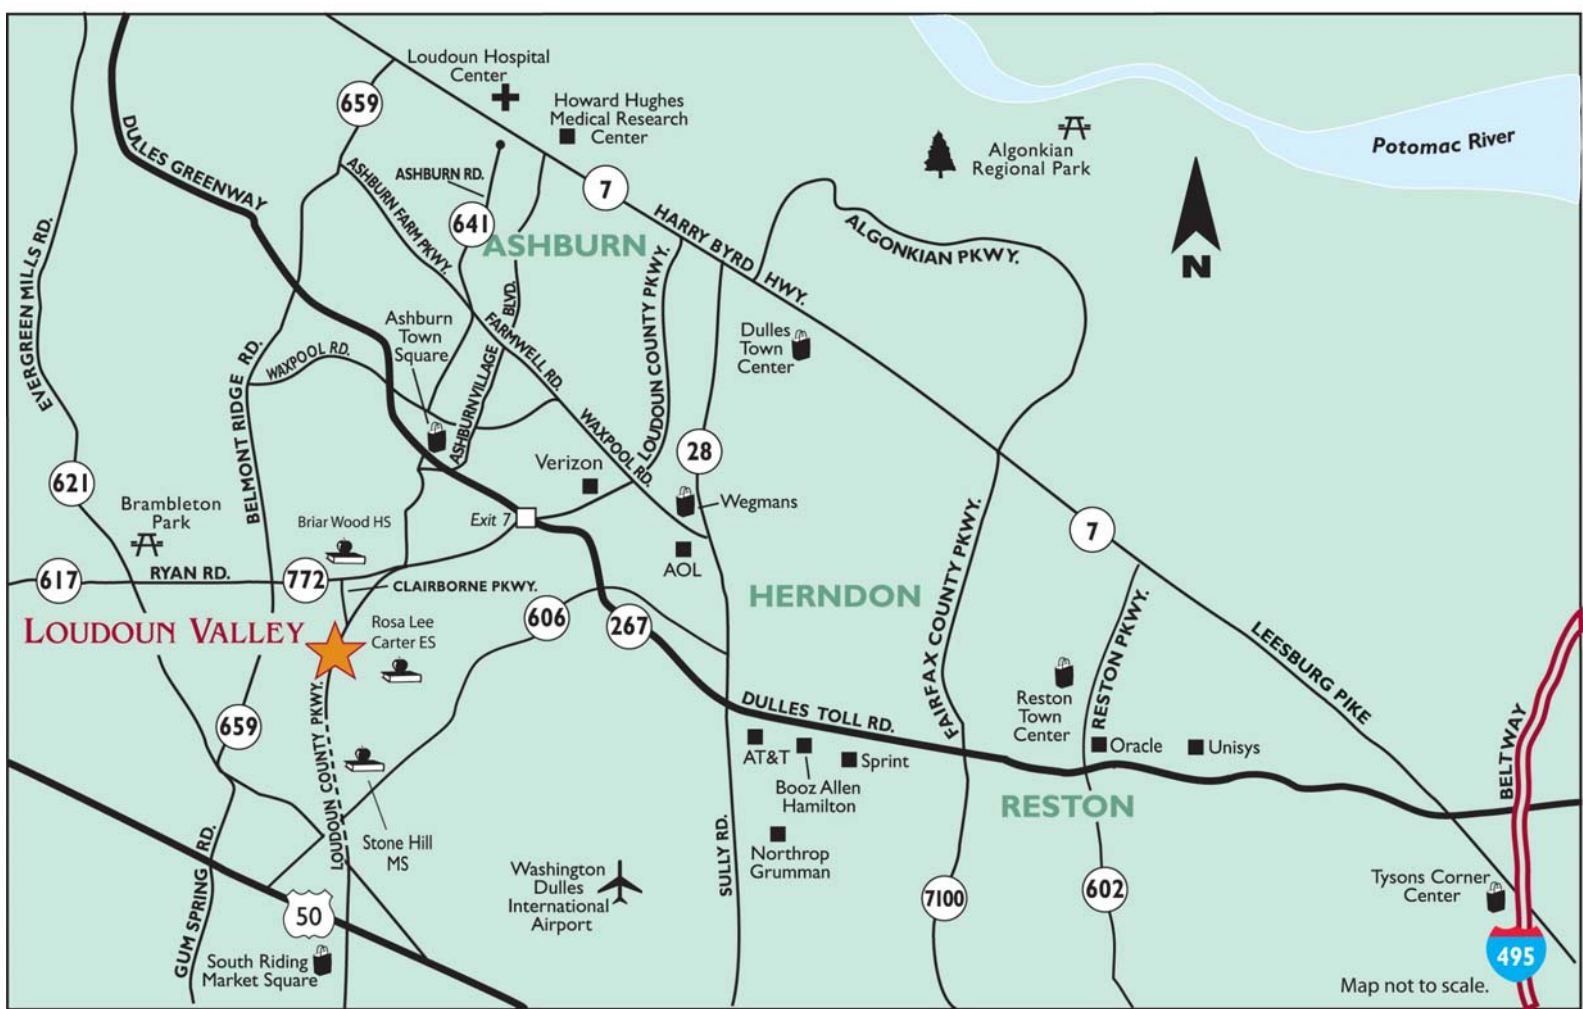 Loudoun Hospital
Center
659
Howard Hughes
Medical Research
Center
Potomac River
Algonkian
Regional Park
DULLES GREENWAY
ASHBURN RD.
ASHBURN FARM PKWY.
7
641
ASHBURN
HARRY BYRD HWY.
ALGONKIAN PKWY.
N
EVERGREEN MILLS RD.
LOUDOUN COUNTY PKWY.
Ashburn
Town
Square
ASHBURN VILLAGE BLVD.
FARMWELL RD.
Dulles
Town
Center
WAXPOOL RD.
BELMONT RIDGE RD.
WAXPOOL RD.
28
621
Verizon
Wegmans
Brambleton
Park
Briar Wood HS
Exit 7
7
AOL
617
RYAN RD.
772
CLAIRBORNE PKWY.
HERNDON
FAIRFAX COUNTY PKWY.
RESTON PKWY.
LOUDOUN VALLEY
Rosa Lee
Carter ES
606
267
LEESBURG PIKE
LOUDOUN COUNTY PKWY.
DULLES TOLL RD.
Reston
Town
Center
659
AT&T
Booz Allen
Hamilton
Sprint
Oracle
Unisys
BELTWAY
RESTON
Stone Hill
MS
GUM SPRING RD.
SULLY RD.
Northrop
Grumman
Washington
Dulles
International
Airport
7100
602
Tysons Corner
Center
50
South Riding
Market Square
495
Map not to scale.